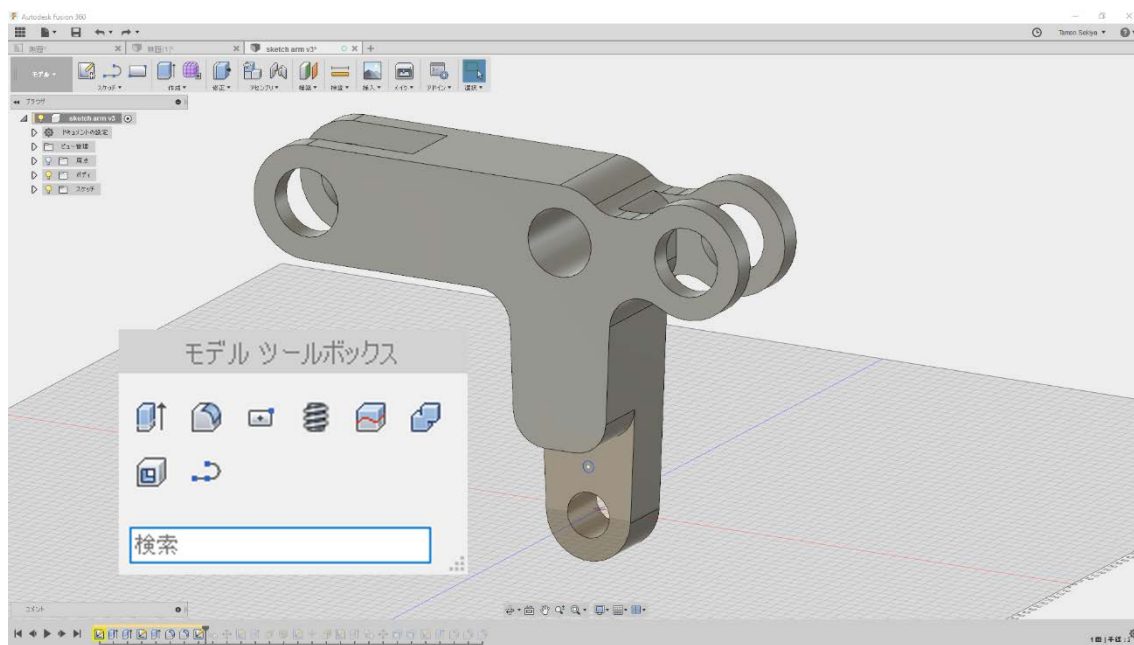 Autodesk Fusion 360
Tamon Sekiya
sketch arm v3*
モデル
スケッチ
作成
修正
アセンブリ
構築
検査
挿入
メイク
アドイン
選択
ブラウザ
sketch arm v3
ドキュメントの設定
ビュー管理
原点
ボディ
スケッチ
モデル ツールボックス
検索
コメント